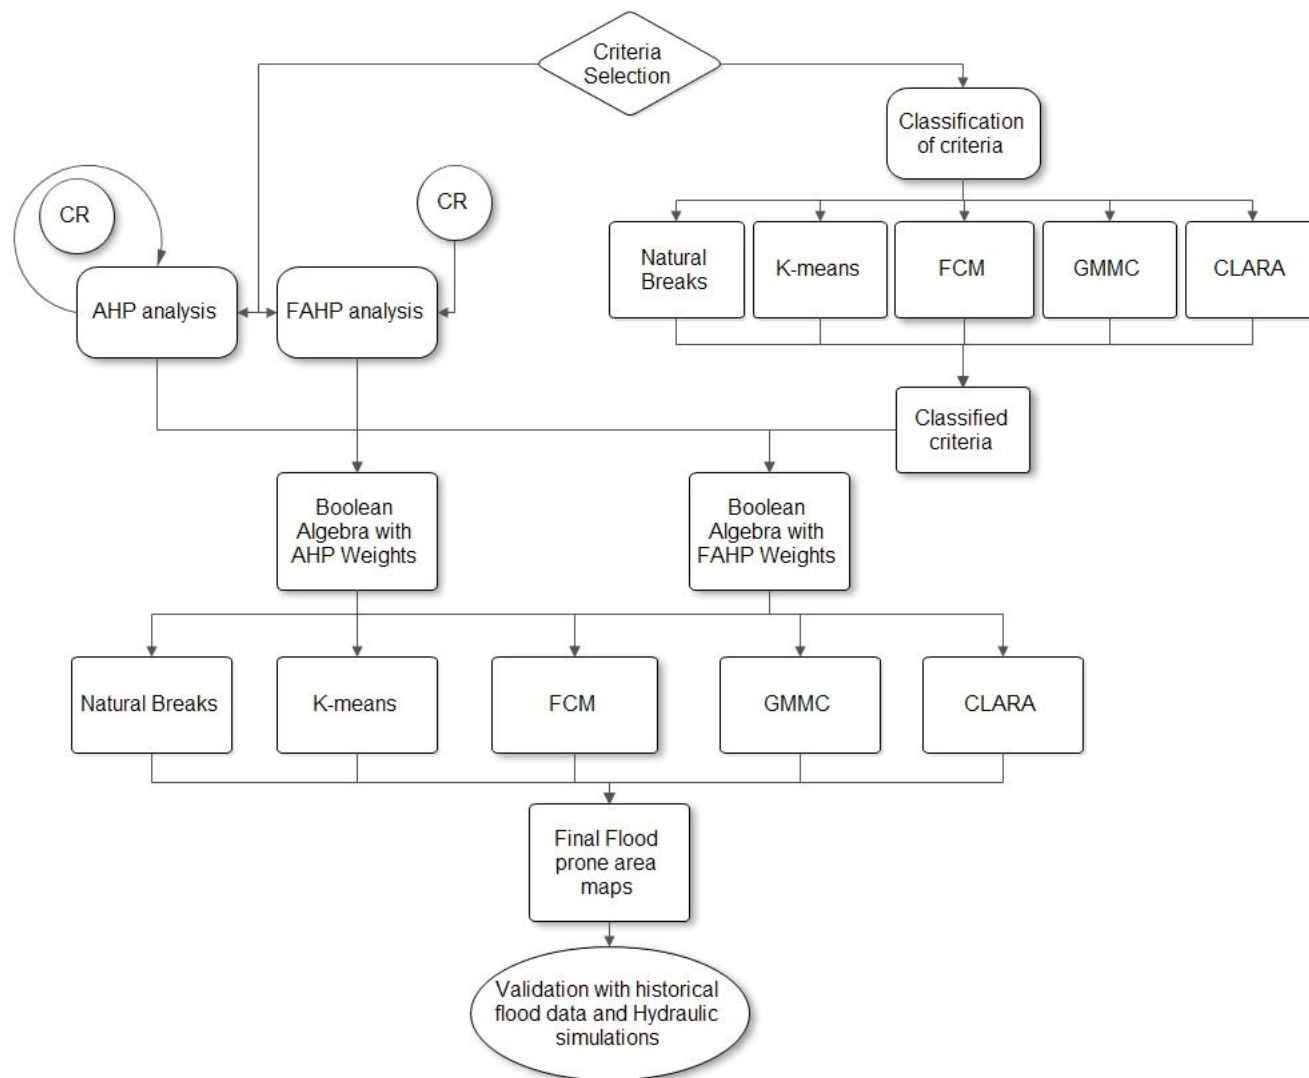 Criteria
Selection
Classification
of criteria
CR
CR
Natural
Breaks
K-means
FCM
GMMC
CLARA
AHP analysis
FAHP analysis
Classified
criteria
Boolean
Algebra with
AHP Weights
Boolean
Algebra with
FAHP Weights
Natural Breaks
K-means
FCM
GMMC
CLARA
Final Flood
prone area
maps
Validation with historical
flood data and Hydraulic
simulations